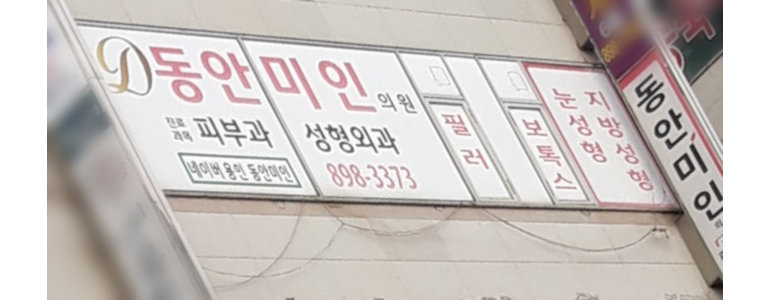 D 동안미인의원
진료과목 피부과 성형외과
네이버 용인 동안미인 898-3373
필러
보톡스
눈성형
지방성형
동안미인